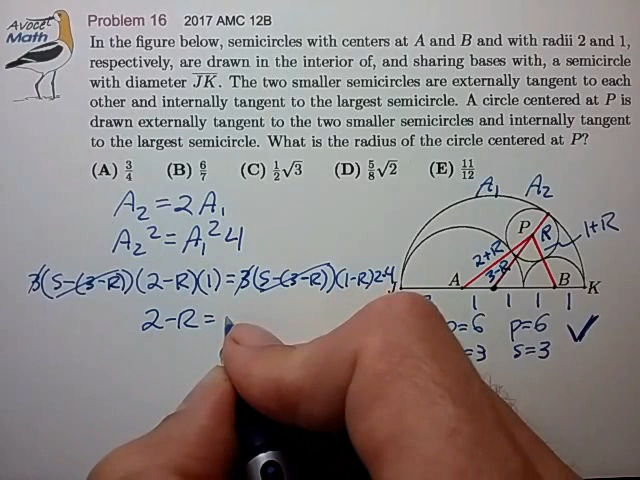 Avocet
Math
Problem 16 2017 AMC 12B
In the figure below, semicircles with centers at A and B and with radii 2 and 1,
respectively, are drawn in the interior of, and sharing bases with, a semicircle
with diameter JK. The two smaller semicircles are externally tangent to each
other and internally tangent to the largest semicircle. A circle centered at P is
drawn externally tangent to the two smaller semicircles and internally tangent
to the largest semicircle. What is the radius of the circle centered at P?
(A) 3/4 (B) 6/7 (C) 1/2√3 (D) 5/8√2 (E) 11/12
A₂ = 2A₁
A₂² = A₁²4
3(S-(3-R))(2-R)(1) = 3(S-(3-R))(1-R)2·4
2-R =
A₁ A₂
P R 1+R
2+R
3-R
A B K
1 1 1 1
p=6 p=6 ✓
=3 s=3